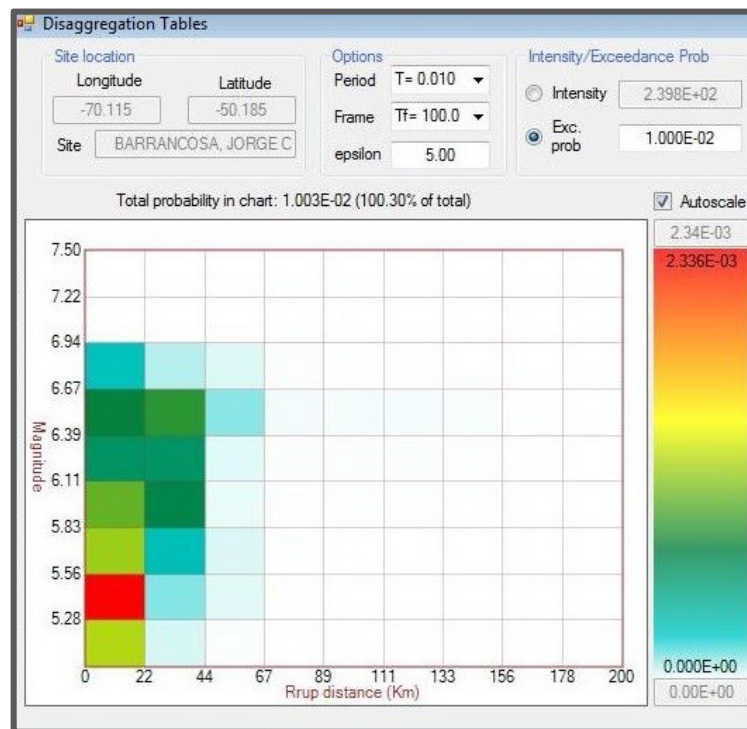 Disaggregation Tables
Site location
Longitude
Latitude
-70.115
-50.185
Site
BARRANCOSA, JORGE C
Options
Period
T= 0.010
Frame
Tf= 100.0
epsilon
5.00
Intensity/Exceedance Prob
Intensity
2.398E+02
Exc.
prob
1.000E-02
Total probability in chart: 1.003E-02 (100.30% of total)
Autoscale
2.34E-03
2.336E-03
7.50
7.22
6.94
6.67
6.39
6.11
5.83
5.56
5.28
Magnitude
0
22
44
67
89
111
133
156
178
200
Rrup distance (Km)
0.000E+00
0.00E+00